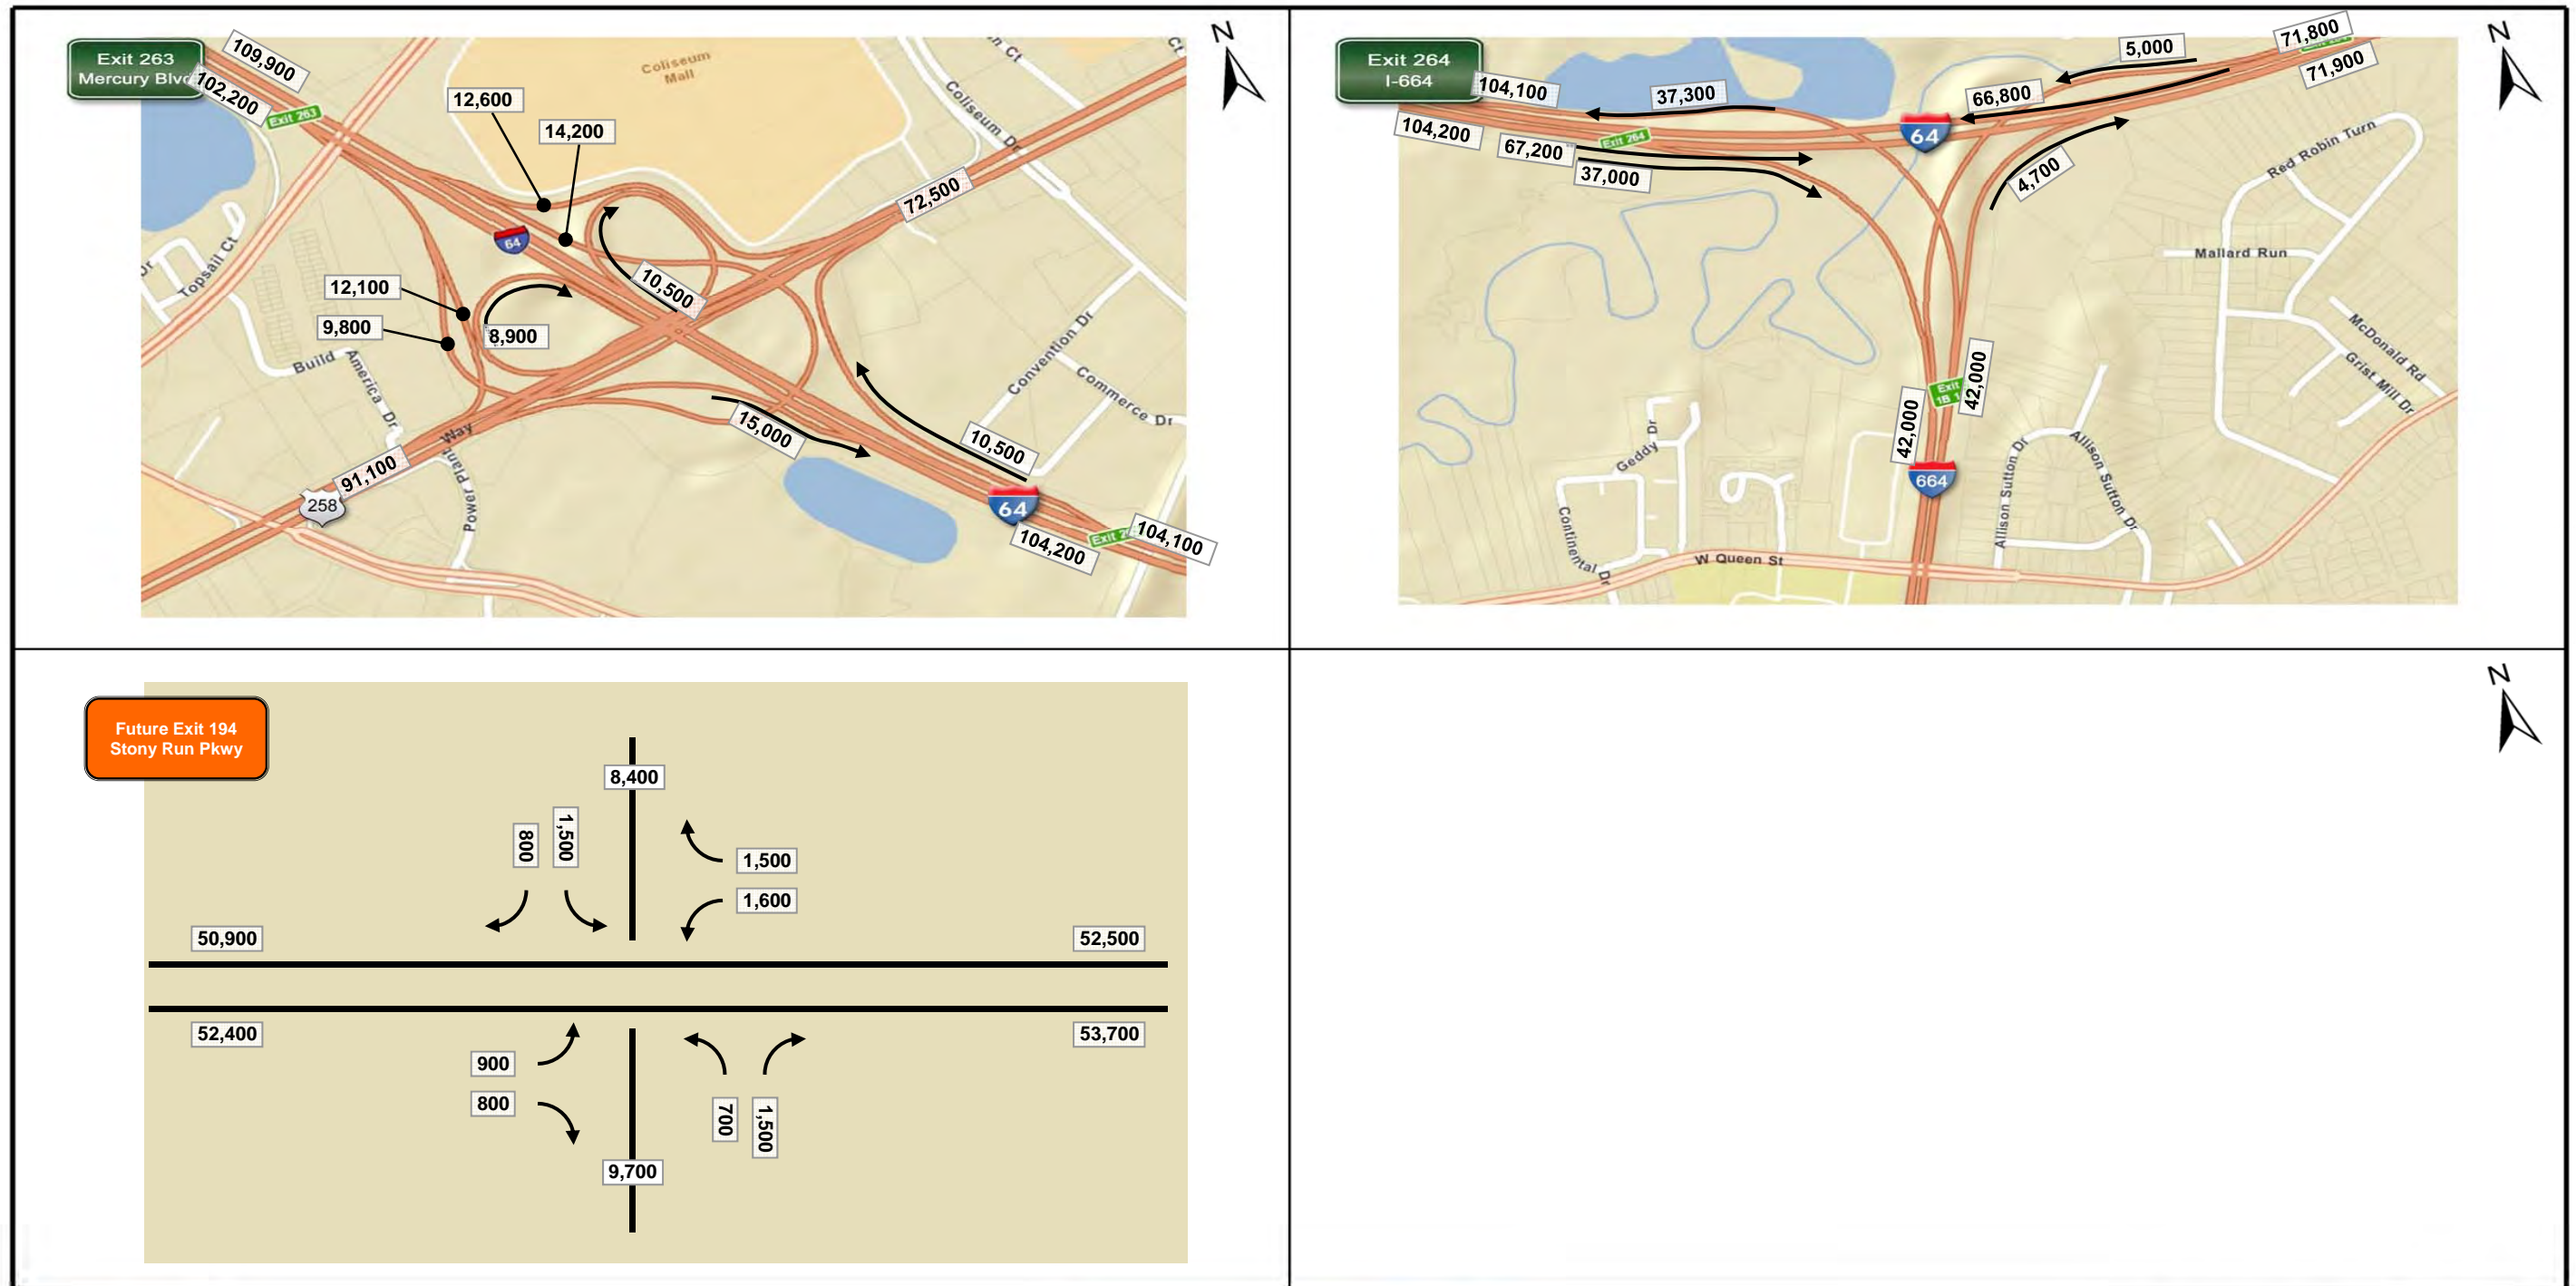 Exit 263
Mercury Blv
109,900
102,200
Exit 263
12,600
14,200
Coliseum
Mall
Coliseum Dr
Ct
Ct
N
72,500
64
10,500
12,100
9,800
8,900
Topsail Ct
Dr
Build America Dr
Power Plant Way
91,100
258
15,000
10,500
Convention Dr
Commerce Dr
64
104,200
104,100
Exit 264
I-664
104,100
104,200
37,300
Exit 264
67,200
37,000
5,000
66,800
71,800
71,900
64
4,700
N
Red Robin Turn
Mallard Run
McDonald Rd
Grist Mill Dr
42,000
42,000
Exit
1B
664
Geddy Dr
Continental Dr
W Queen St
Allison Sutton Dr
Allison Sutton Dr
Future Exit 194
Stony Run Pkwy
8,400
800
1,500
1,500
1,600
50,900
52,500
52,400
53,700
900
800
700
1,500
9,700
N